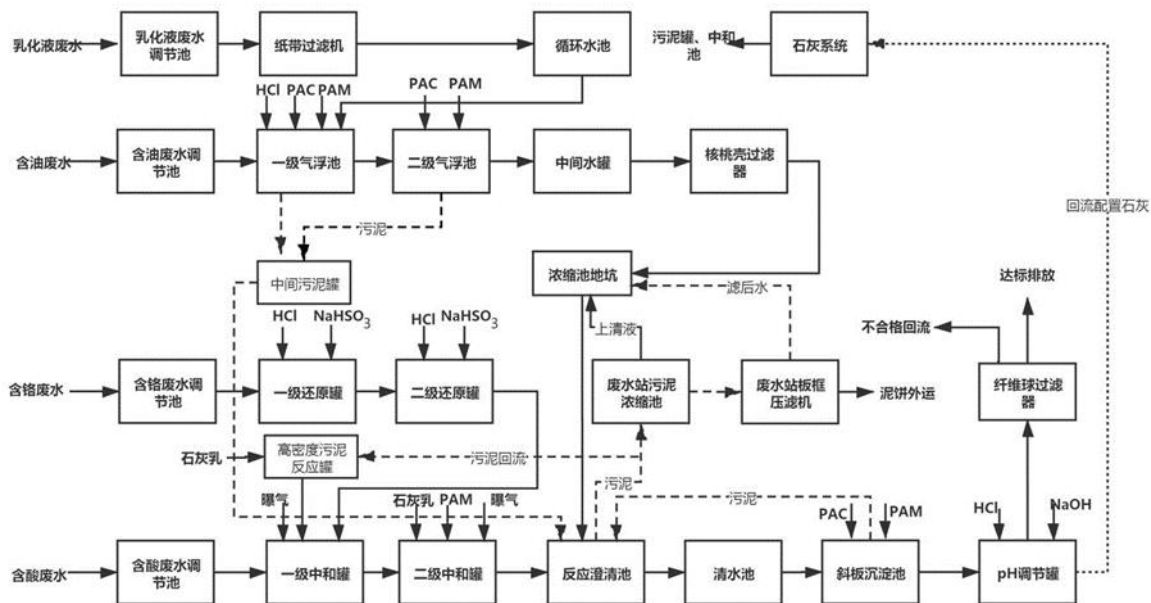 乳化液废水
乳化液废水
调节池
纸带过滤机
循环水池
污泥罐、中和
池
石灰系统
HCl
PAC
PAM
PAC
PAM
含油废水
含油废水调
节池
一级气浮池
二级气浮池
中间水罐
核桃壳过滤
器
回流配置石灰
污泥
中间污泥罐
浓缩池地坑
滤后水
达标排放
HCl
NaHSO3
HCl
NaHSO3
上清液
不合格回流
含铬废水
含铬废水调
节池
一级还原罐
二级还原罐
废水站污泥
浓缩池
废水站板框
压滤机
泥饼外运
纤维球过滤
器
石灰乳
高密度污泥
反应罐
污泥回流
污泥
曝气
石灰乳
PAM
曝气
污泥
PAC
PAM
HCl
NaOH
含酸废水
含酸废水调
节池
一级中和罐
二级中和罐
反应澄清池
清水池
斜板沉淀池
pH调节罐